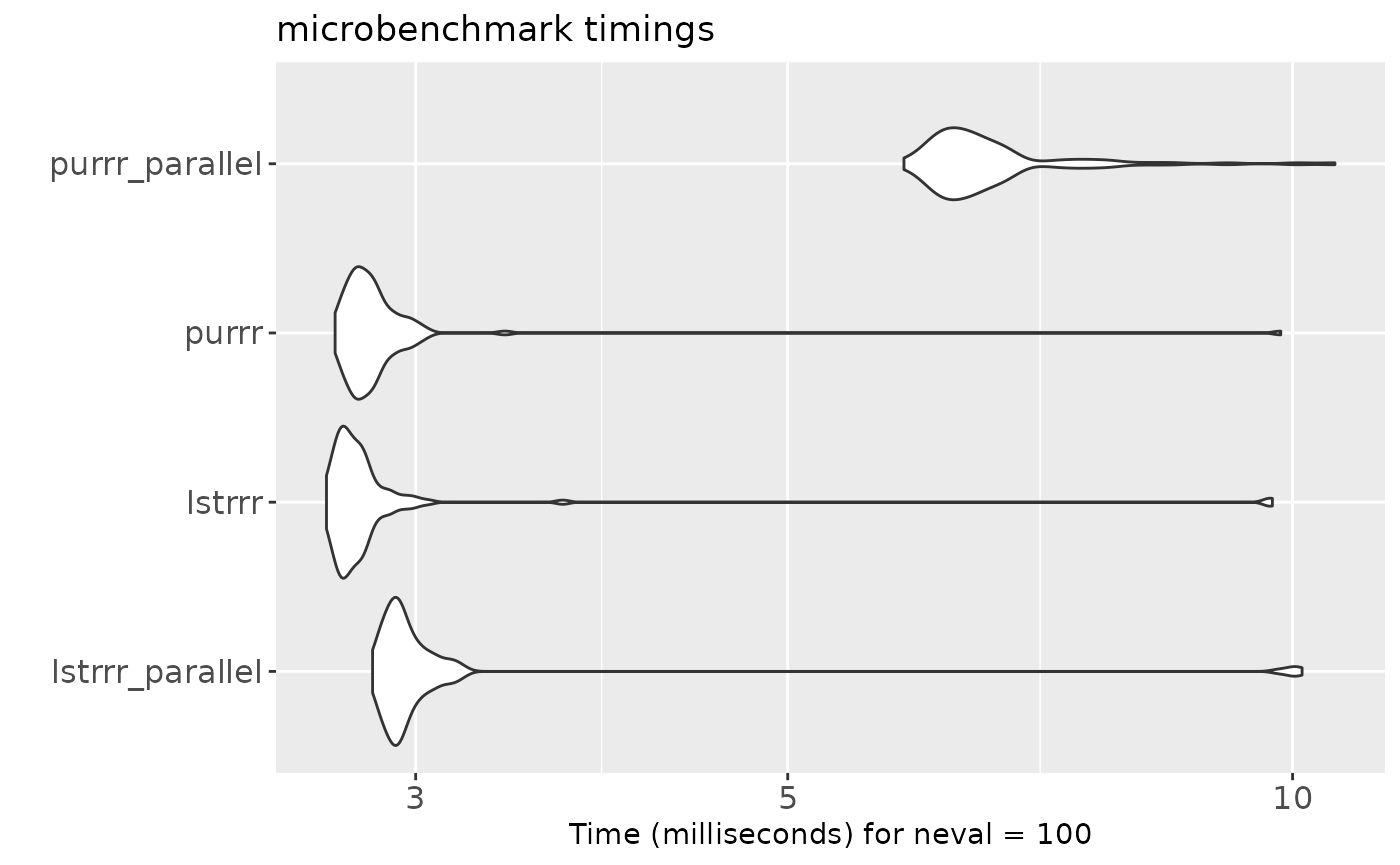 microbenchmark timings
purrr_parallel
purrr
lstrrr
lstrrr_parallel
3 5 10
Time (milliseconds) for neval = 100